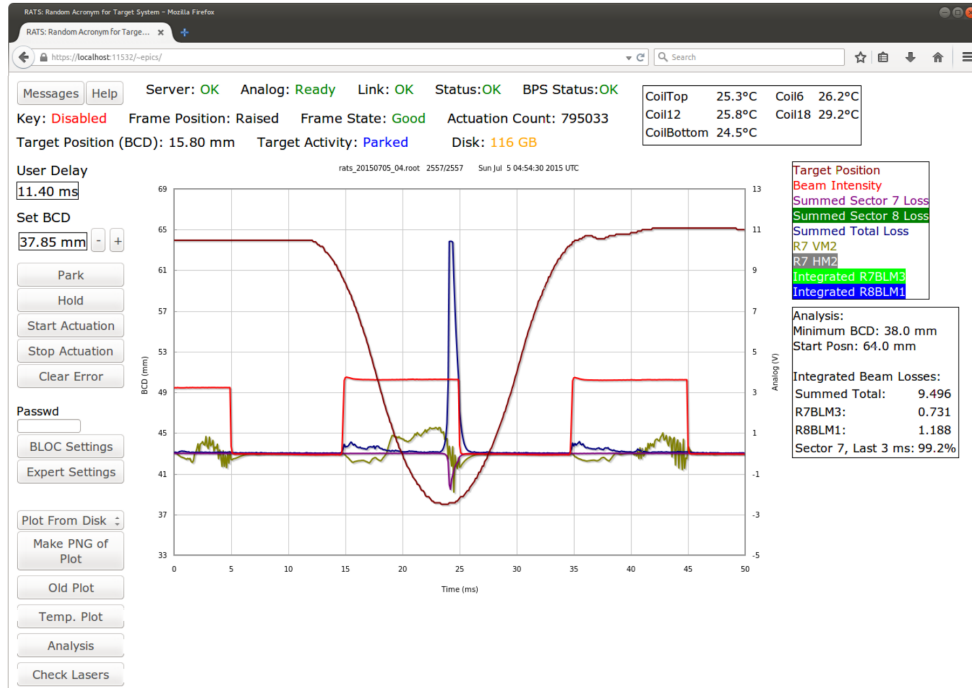 RATS: Random Acronym for Target System - Mozilla Firefox
RATS: Random Acronym for Targe...
https://localhost:11532/~epics/
Search
Messages Help Server: OK Analog: Ready Link: OK Status:OK BPS Status:OK
Key: Disabled Frame Position: Raised Frame State: Good Actuation Count: 795033
Target Position (BCD): 15.80 mm Target Activity: Parked Disk: 116 GB
CoilTop 25.3°C Coil6 26.2°C
Coil12 25.8°C Coil18 29.2°C
CoilBottom 24.5°C
User Delay
11.40 ms
Set BCD
37.85 mm - +
Park
Hold
Start Actuation
Stop Actuation
Clear Error
Passwd
BLOC Settings
Expert Settings
Plot From Disk
Make PNG of
Plot
Old Plot
Temp. Plot
Analysis
Check Lasers
rats_20150705_04.root 2557/2557 Sun Jul 5 04:54:30 2015 UTC
69
65
61
57
53
49
45
41
37
33
BCD (mm)
13
11
9
7
5
3
1
-1
-3
-5
Analog (V)
0 5 10 15 20 25 30 35 40 45 50
Time (ms)
Target Position
Beam Intensity
Summed Sector 7 Loss
Summed Sector 8 Loss
Summed Total Loss
R7 VM2
R7 HM2
Integrated R7BLM3
Integrated R8BLM1
Analysis:
Minimum BCD: 38.0 mm
Start Posn: 64.0 mm
Integrated Beam Losses:
Summed Total: 9.496
R7BLM3: 0.731
R8BLM1: 1.188
Sector 7, Last 3 ms: 99.2%